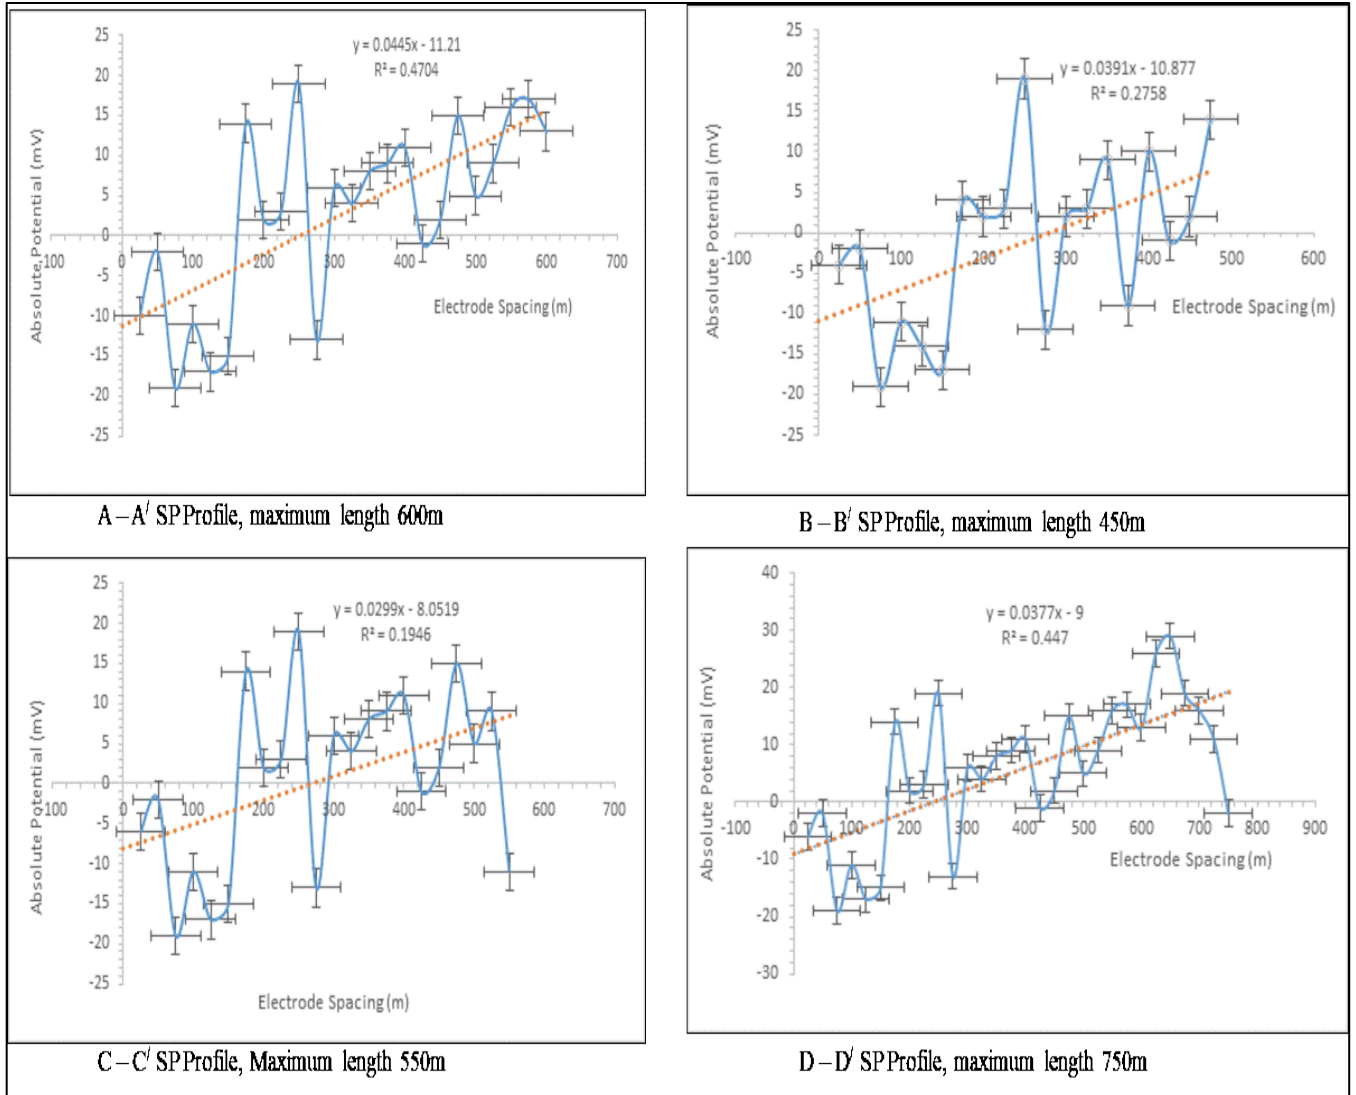 25
20
15
10
5
0
-5
-10
-15
-20
-25
-100 0 100 200 300 400 500 600 700
Absolute Potential (mV)
y = 0.0445x - 11.21
R² = 0.4704
Electrode Spacing (m)
A – A/ SP Profile, maximum length 600m
25
20
15
10
5
0
-5
-10
-15
-20
-25
-100 0 100 200 300 400 500 600
Absolute Potential (mV)
y = 0.0391x - 10.877
R² = 0.2758
Electrode Spacing (m)
B – B/ SP Profile, maximum length 450m
25
20
15
10
5
0
-5
-10
-15
-20
-25
-100 0 100 200 300 400 500 600 700
Absolute Potential (mV)
y = 0.0299x - 8.0519
R² = 0.1946
Electrode Spacing (m)
C – C/ SP Profile, Maximum length 550m
40
30
20
10
0
-10
-20
-30
-100 0 100 200 300 400 500 600 700 800 900
Absolute Potential (mV)
y = 0.0377x - 9
R² = 0.447
Electrode Spacing (m)
D – D/ SP Profile, maximum length 750m